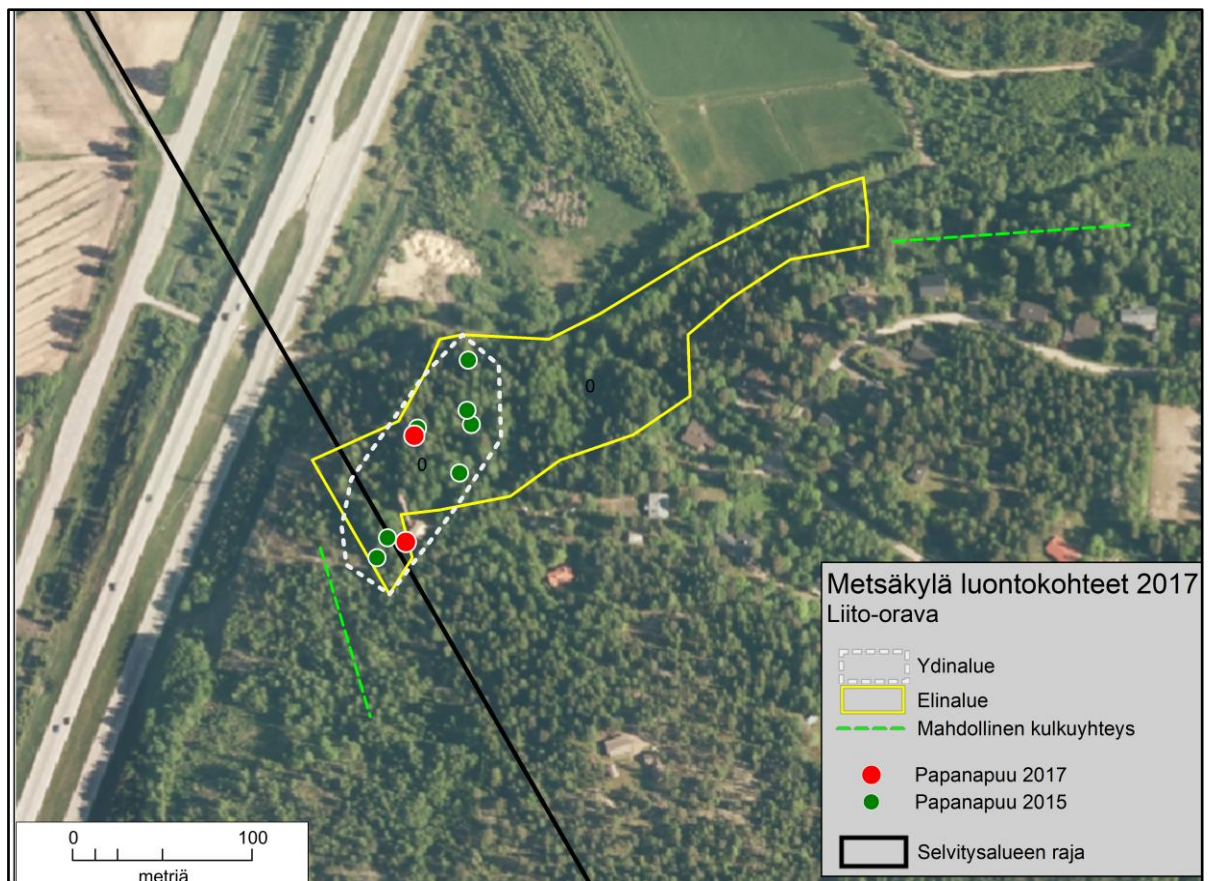 0
0
Metsäkylä luontokohteet 2017
Liito-orava
Ydinalue
Elinalue
Mahdollinen kulkuyhteys
Papanapuu 2017
Papanapuu 2015
Selvitysalueen raja
0 100
metriä